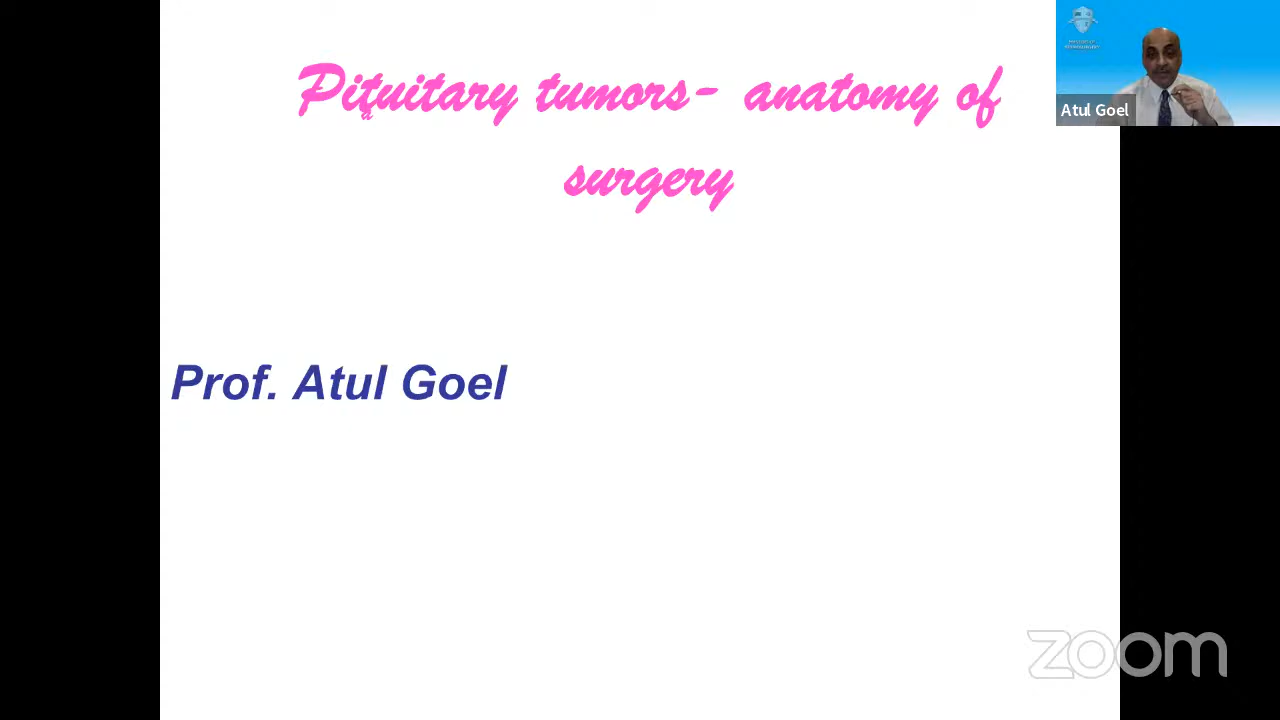 Pituitary tumors- anatomy of
surgery
Prof. Atul Goel
Atul Goel
zoom